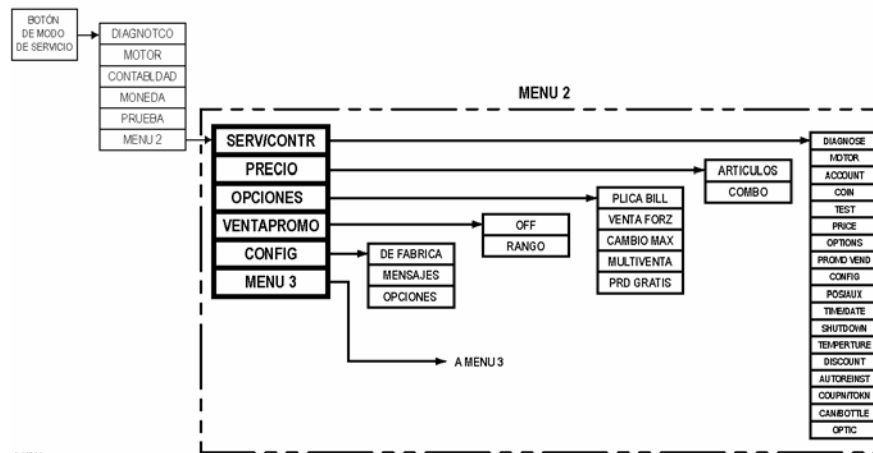 BOTÓN
DE MODO
DE SERVICIO
DIAGNOTCO
MOTOR
CONTABLDAD
MONEDA
PRUEBA
MENU 2
MENU 2
SERV/CONTR
PRECIO
OPCIONES
VENTAPROMO
CONFIG
MENU 3
DE FABRICA
MENSAJES
OPCIONES
A MENU 3
OFF
RANGO
PLICA BILL
VENTA FORZ
CAMBIO MAX
MULTIVENTA
PRD GRATIS
ARTICULOS
COMBO
DIAGNOSE
MOTOR
ACCOUNT
COIN
TEST
PRICE
OPTIONS
PROMO VEND
CONFIG
POS/AUX
TIME/DATE
SHUTDOWN
TEMPERTURE
DISCOUNT
AUTOREINST
COUPN/TOKN
CAN/BOTTLE
OPTIC